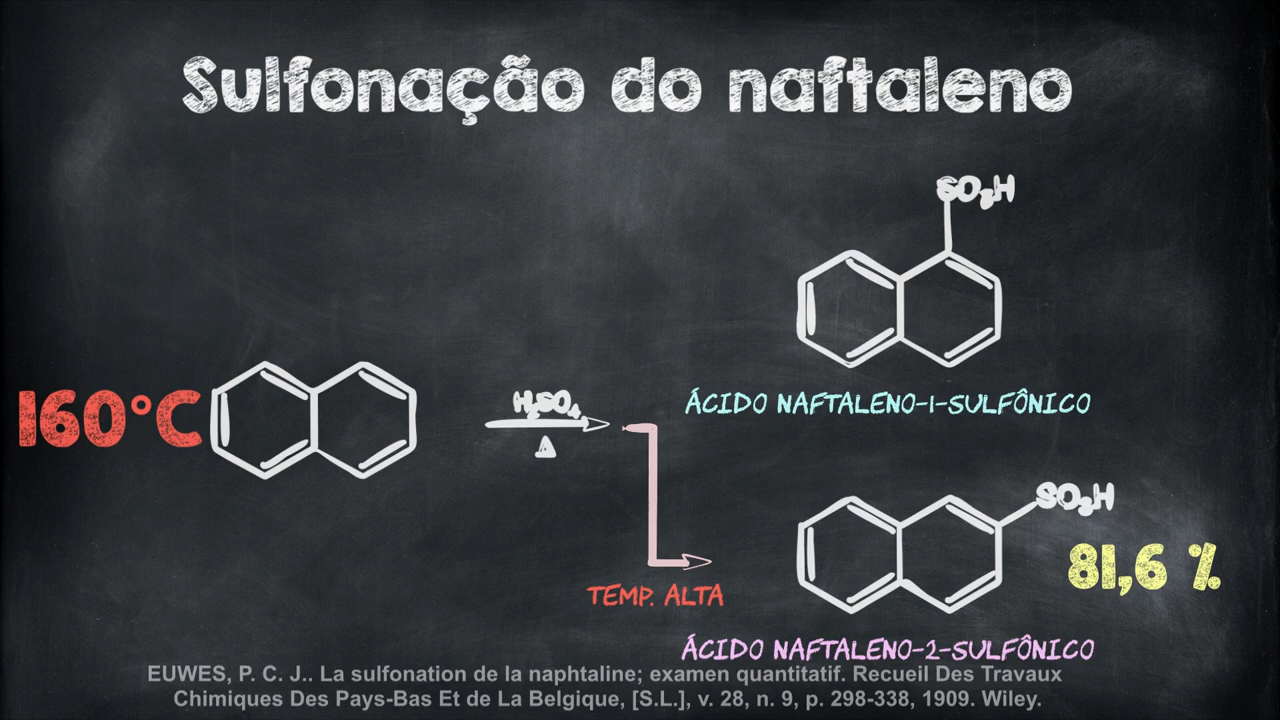 Sulfonação do naftaleno
SO3H
160°C
H2SO4
Δ
ÁCIDO NAFTALENO-1-SULFÔNICO
SO3H
81,6 %
TEMP. ALTA
ÁCIDO NAFTALENO-2-SULFÔNICO
EUWES, P. C. J.. La sulfonation de la naphtaline; examen quantitatif. Recueil Des Travaux
Chimiques Des Pays-Bas Et de La Belgique, [S.L.], v. 28, n. 9, p. 298-338, 1909. Wiley.